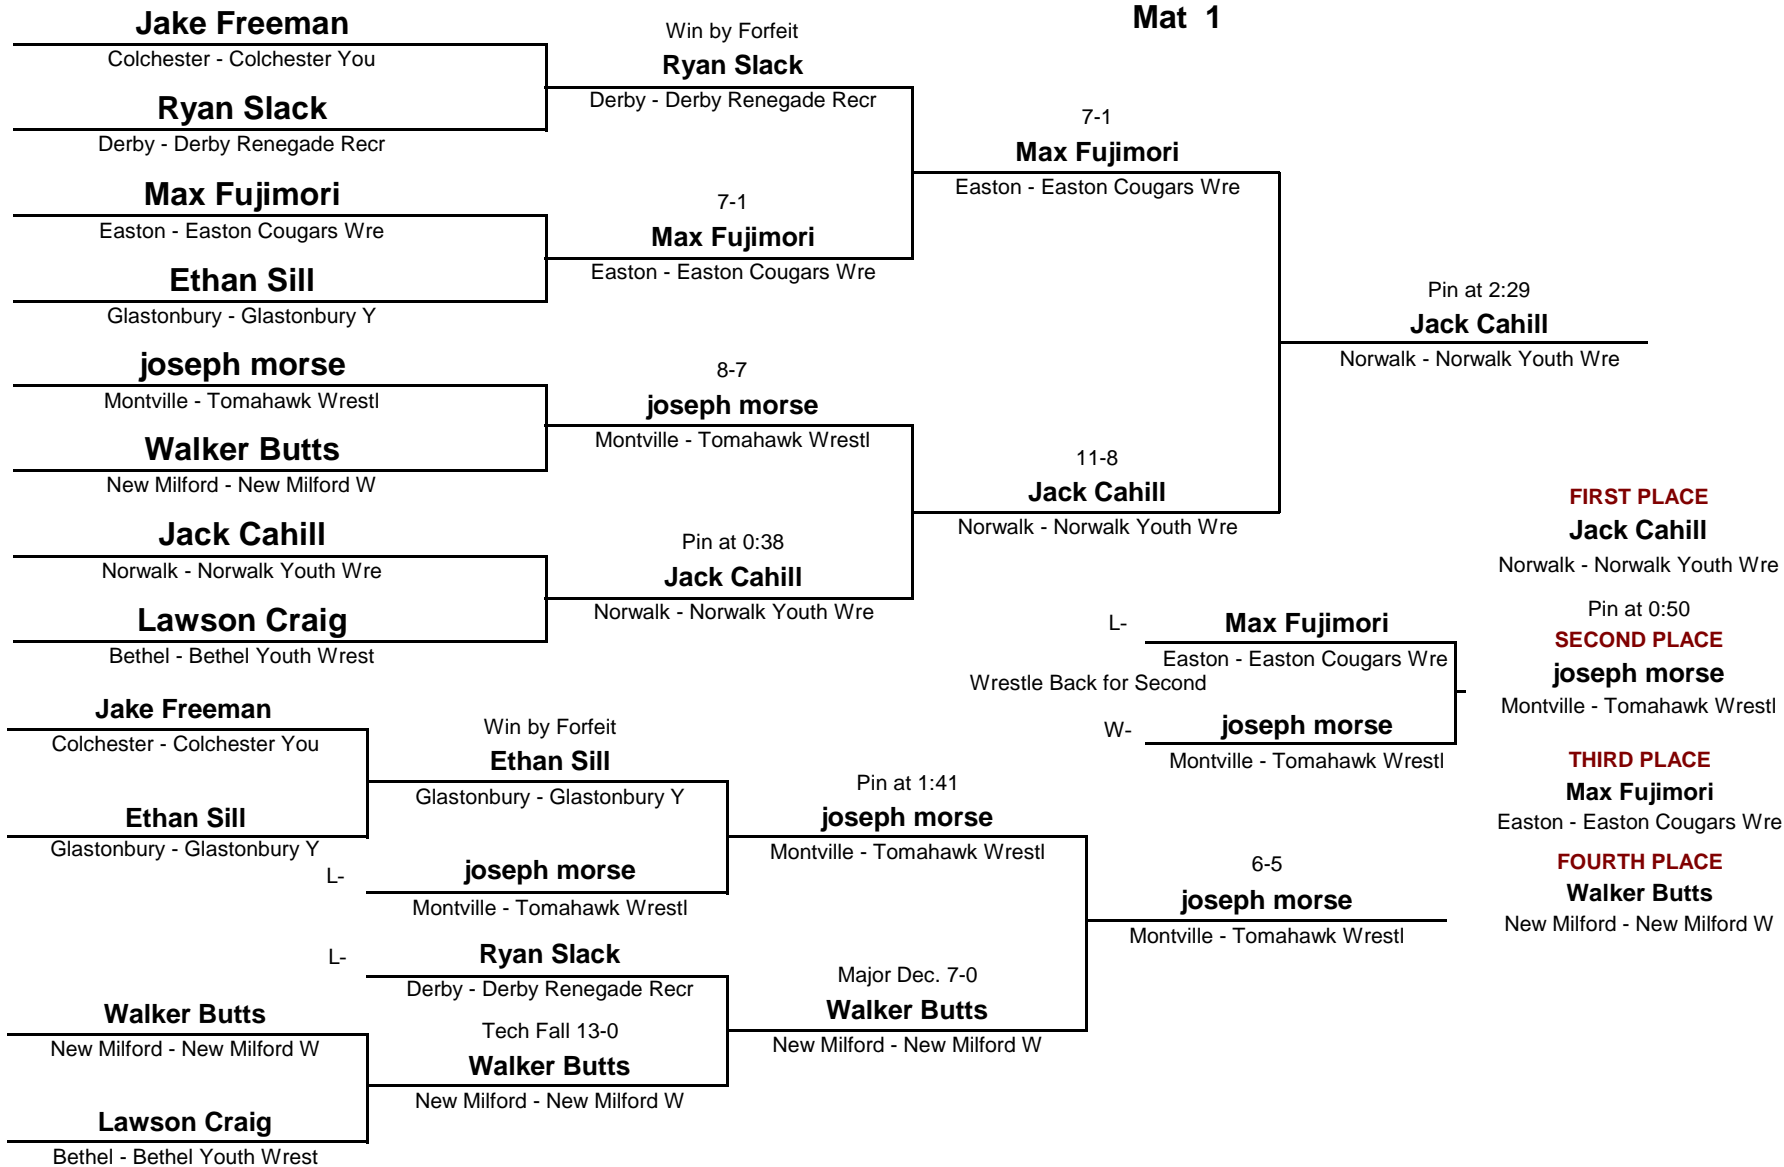 Mat 1
Jake Freeman
Colchester - Colchester You
Ryan Slack
Derby - Derby Renegade Recr
Max Fujimori
Easton - Easton Cougars Wre
Ethan Sill
Glastonbury - Glastonbury Y
joseph morse
Montville - Tomahawk Wrestl
Walker Butts
New Milford - New Milford W
Jack Cahill
Norwalk - Norwalk Youth Wre
Lawson Craig
Bethel - Bethel Youth Wrest
Win by Forfeit
Ryan Slack
Derby - Derby Renegade Recr
7-1
Max Fujimori
Easton - Easton Cougars Wre
8-7
joseph morse
Montville - Tomahawk Wrestl
Pin at 0:38
Jack Cahill
Norwalk - Norwalk Youth Wre
7-1
Max Fujimori
Easton - Easton Cougars Wre
11-8
Jack Cahill
Norwalk - Norwalk Youth Wre
Pin at 2:29
Jack Cahill
Norwalk - Norwalk Youth Wre
Jake Freeman
Colchester - Colchester You
Ethan Sill
Glastonbury - Glastonbury Y
Walker Butts
New Milford - New Milford W
Lawson Craig
Bethel - Bethel Youth Wrest
Win by Forfeit
Ethan Sill
Glastonbury - Glastonbury Y
L-
joseph morse
Montville - Tomahawk Wrestl
L-
Ryan Slack
Derby - Derby Renegade Recr
Tech Fall 13-0
Walker Butts
New Milford - New Milford W
Pin at 1:41
joseph morse
Montville - Tomahawk Wrestl
Major Dec. 7-0
Walker Butts
New Milford - New Milford W
6-5
joseph morse
Montville - Tomahawk Wrestl
L-
Max Fujimori
Easton - Easton Cougars Wre
Wrestle Back for Second
W-
joseph morse
Montville - Tomahawk Wrestl
FIRST PLACE
Jack Cahill
Norwalk - Norwalk Youth Wre
Pin at 0:50
SECOND PLACE
joseph morse
Montville - Tomahawk Wrestl
THIRD PLACE
Max Fujimori
Easton - Easton Cougars Wre
FOURTH PLACE
Walker Butts
New Milford - New Milford W